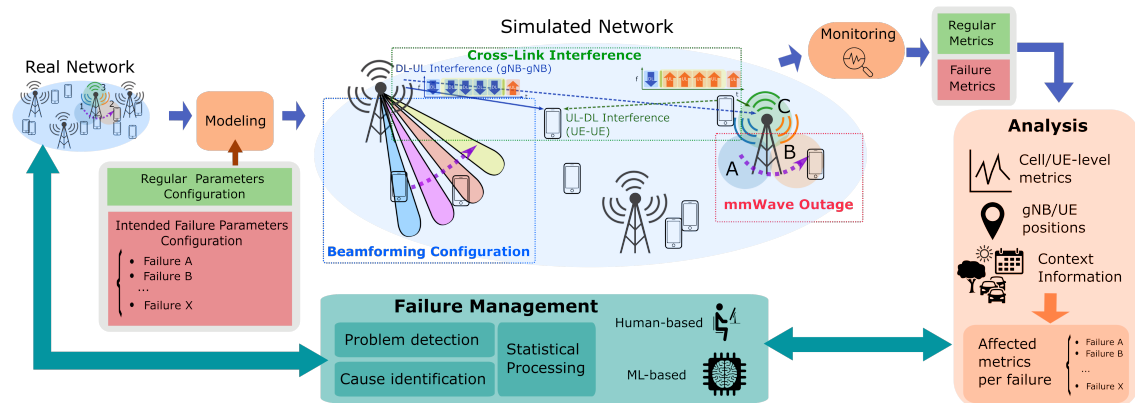 Simulated Network
Real Network
3
1
2
Modeling
Regular Parameters
Configuration
Intended Failure Parameters
Configuration
• Failure A
• Failure B
...
• Failure X
Cross-Link Interference
DL-UL Interference (gNB-gNB)
UL-DL Interference
(UE-UE)
C
A
B
mmWave Outage
Beamforming Configuration
Monitoring
Regular
Metrics
Failure
Metrics
Analysis
Cell/UE-level
metrics
gNB/UE
positions
Context
Information
Affected
metrics
per failure
• Failure A
• Failure B
...
• Failure X
Failure Management
Problem detection
Cause identification
Statistical
Processing
Human-based
ML-based